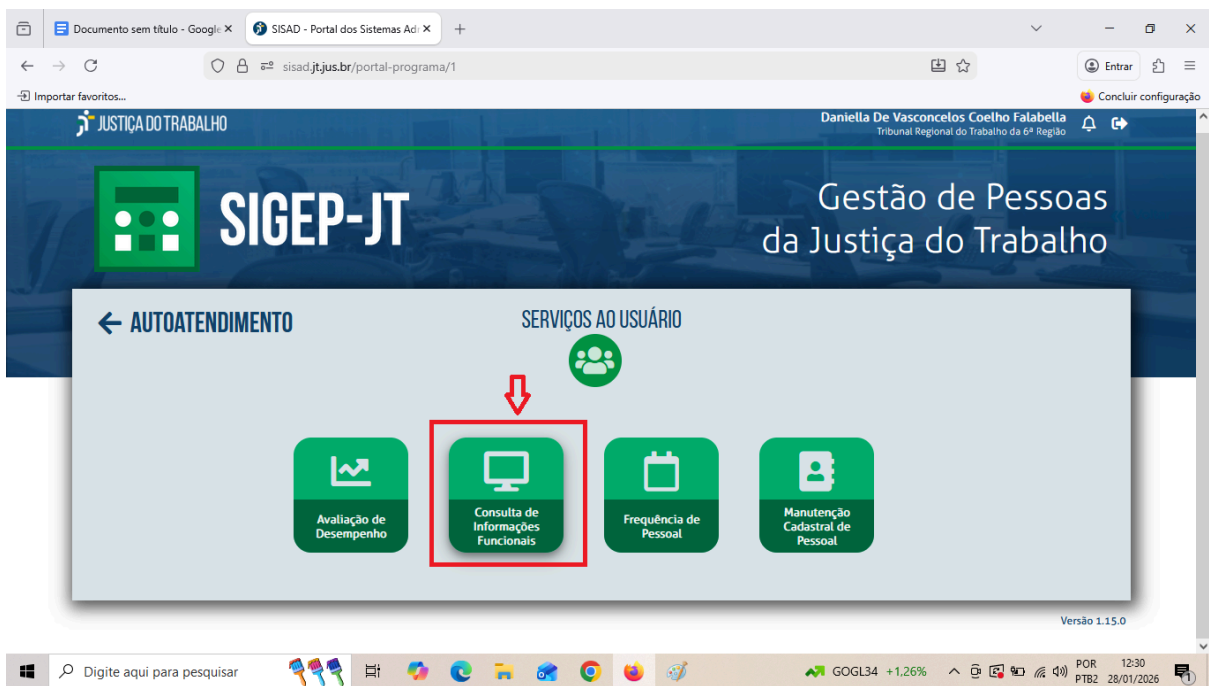 Documento sem título - Google
SISAD - Portal dos Sistemas Adr
sisad.jt.jus.br/portal-programa/1
Entrar
Importar favoritos...
Concluir configuração
JUSTIÇA DO TRABALHO
Daniella De Vasconcelos Coelho Falabella
Tribunal Regional do Trabalho da 6ª Região
SIGEP-JT
Gestão de Pessoas
da Justiça do Trabalho
AUTOATENDIMENTO
SERVIÇOS AO USUÁRIO
Avaliação de
Desempenho
Consulta de
Informações
Funcionais
Frequência de
Pessoal
Manutenção
Cadastral de
Pessoal
Versão 1.15.0
Digite aqui para pesquisar
GOGL34 +1,26%
POR
PTB2
12:30
28/01/2026
1